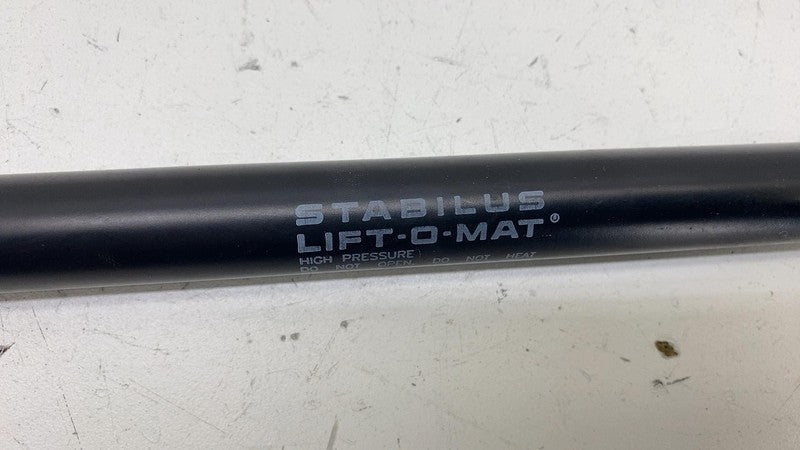 STABILUS
LIFT-O-MAT®
HIGH PRESSURE
DO NOT OPEN DO NOT HEAT